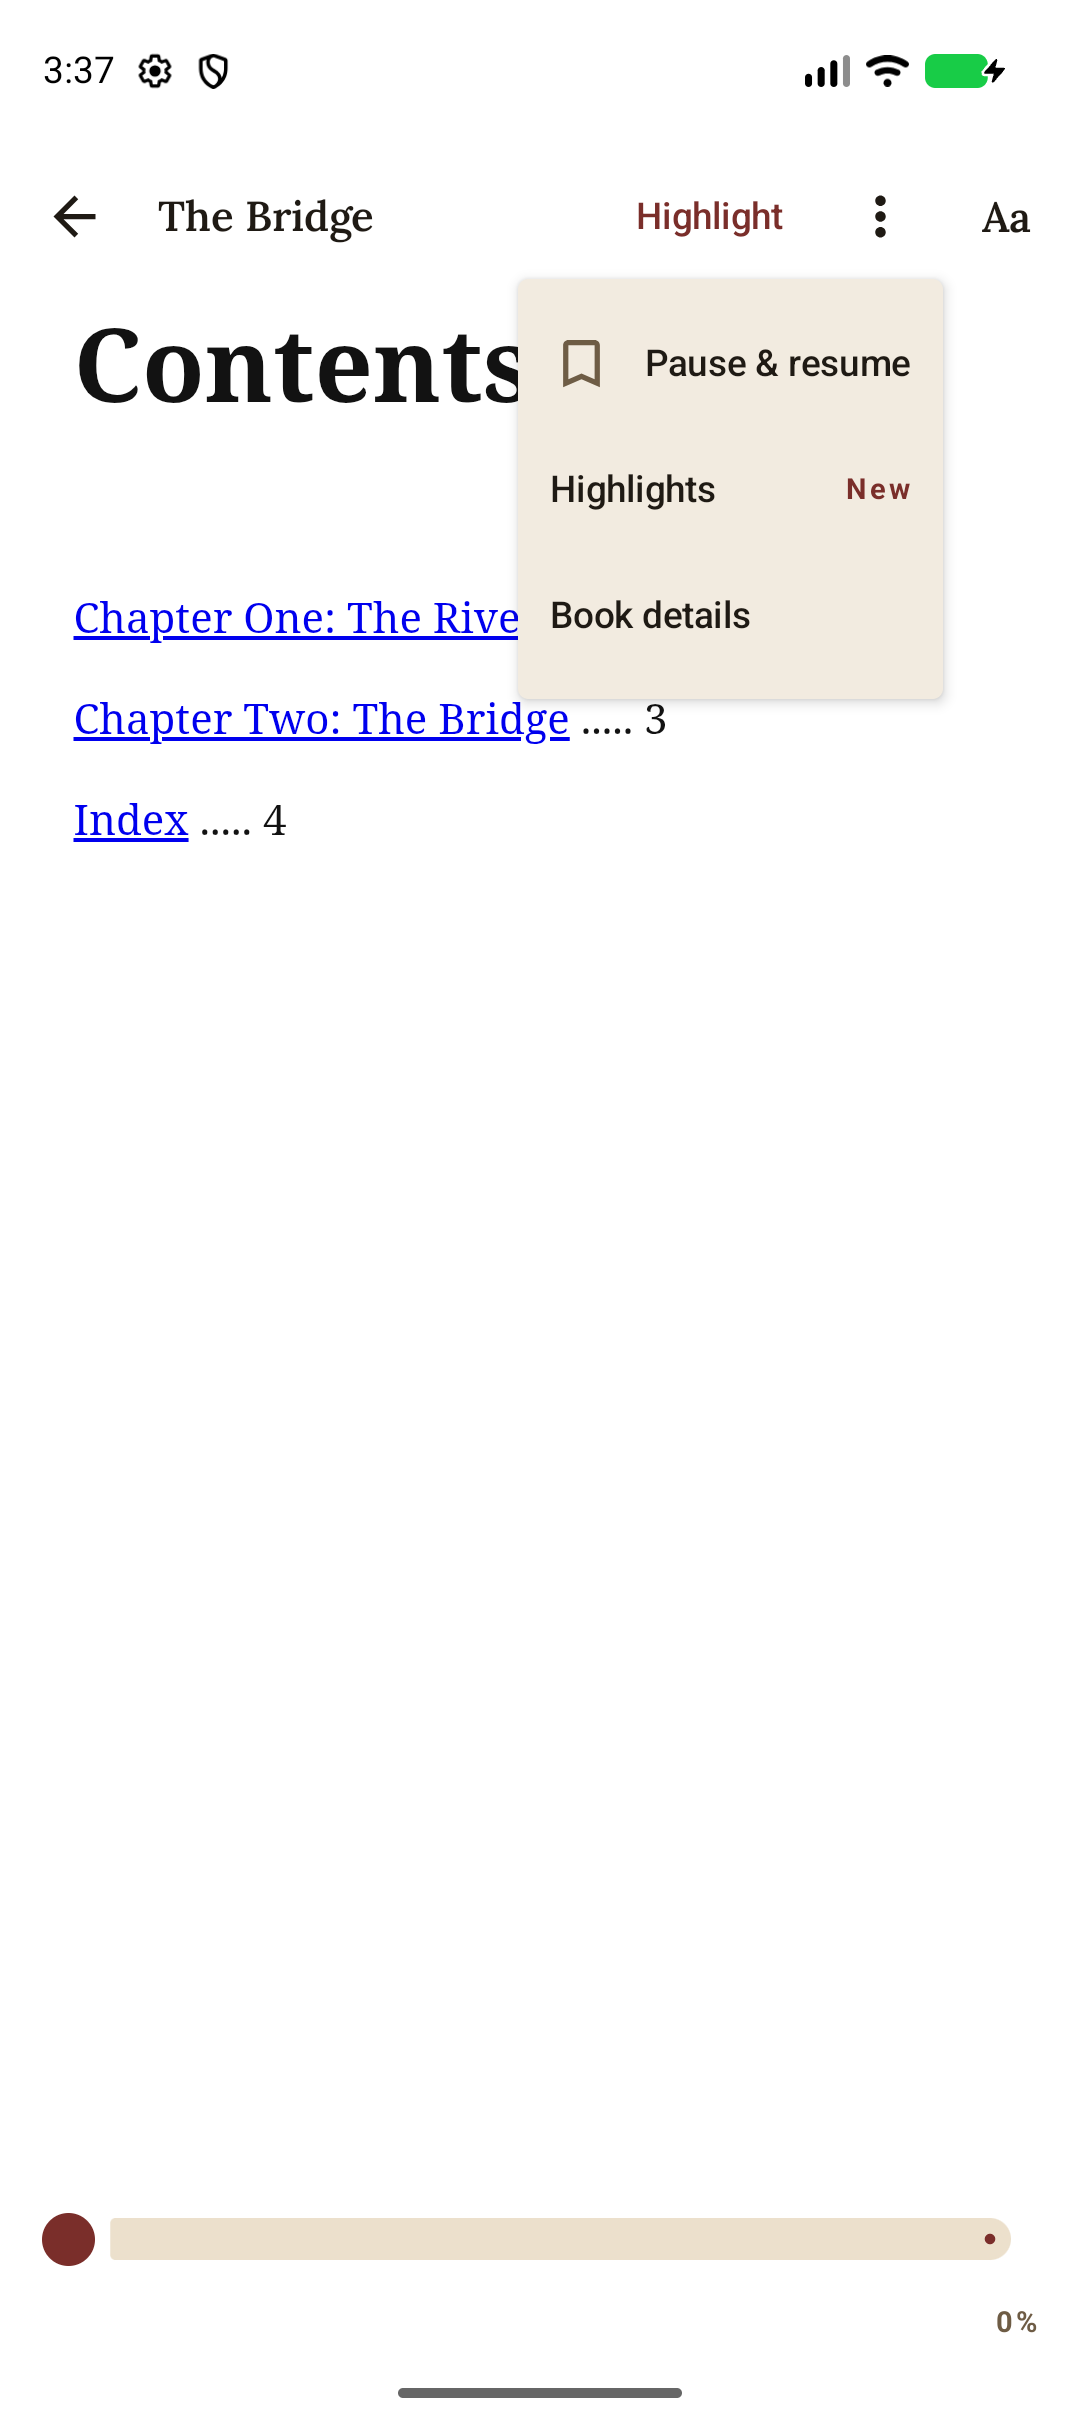 3:37
The Bridge
Highlight
Aa
Contents
Pause & resume
Highlights New
Book details
Chapter One: The Rive
Chapter Two: The Bridge ..... 3
Index ..... 4
0%